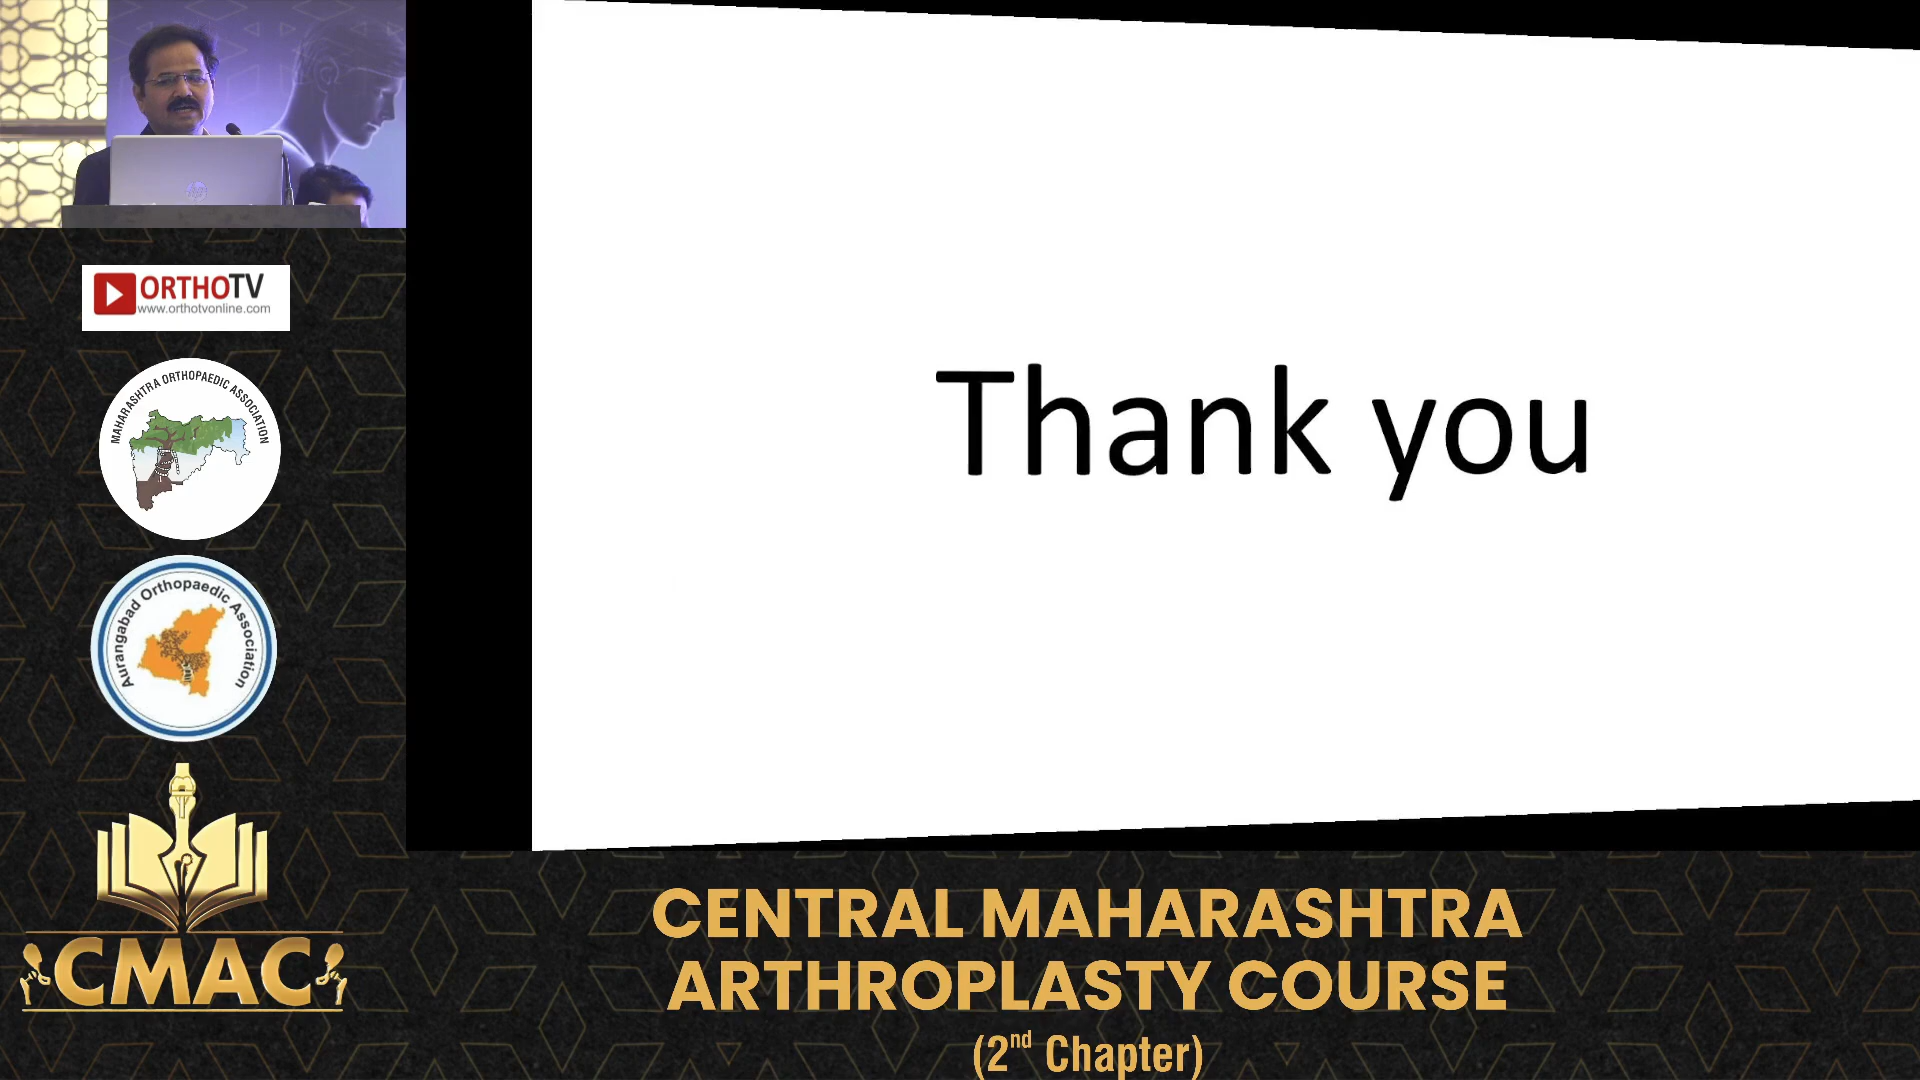 hp
ORTHOTV
www.orthotvonline.com
MAHARASHTRA ORTHOPAEDIC ASSOCIATION
Aurangabad Orthopaedic Association
CMAC
Thank you
CENTRAL MAHARASHTRA
ARTHROPLASTY COURSE
(2nd Chapter)